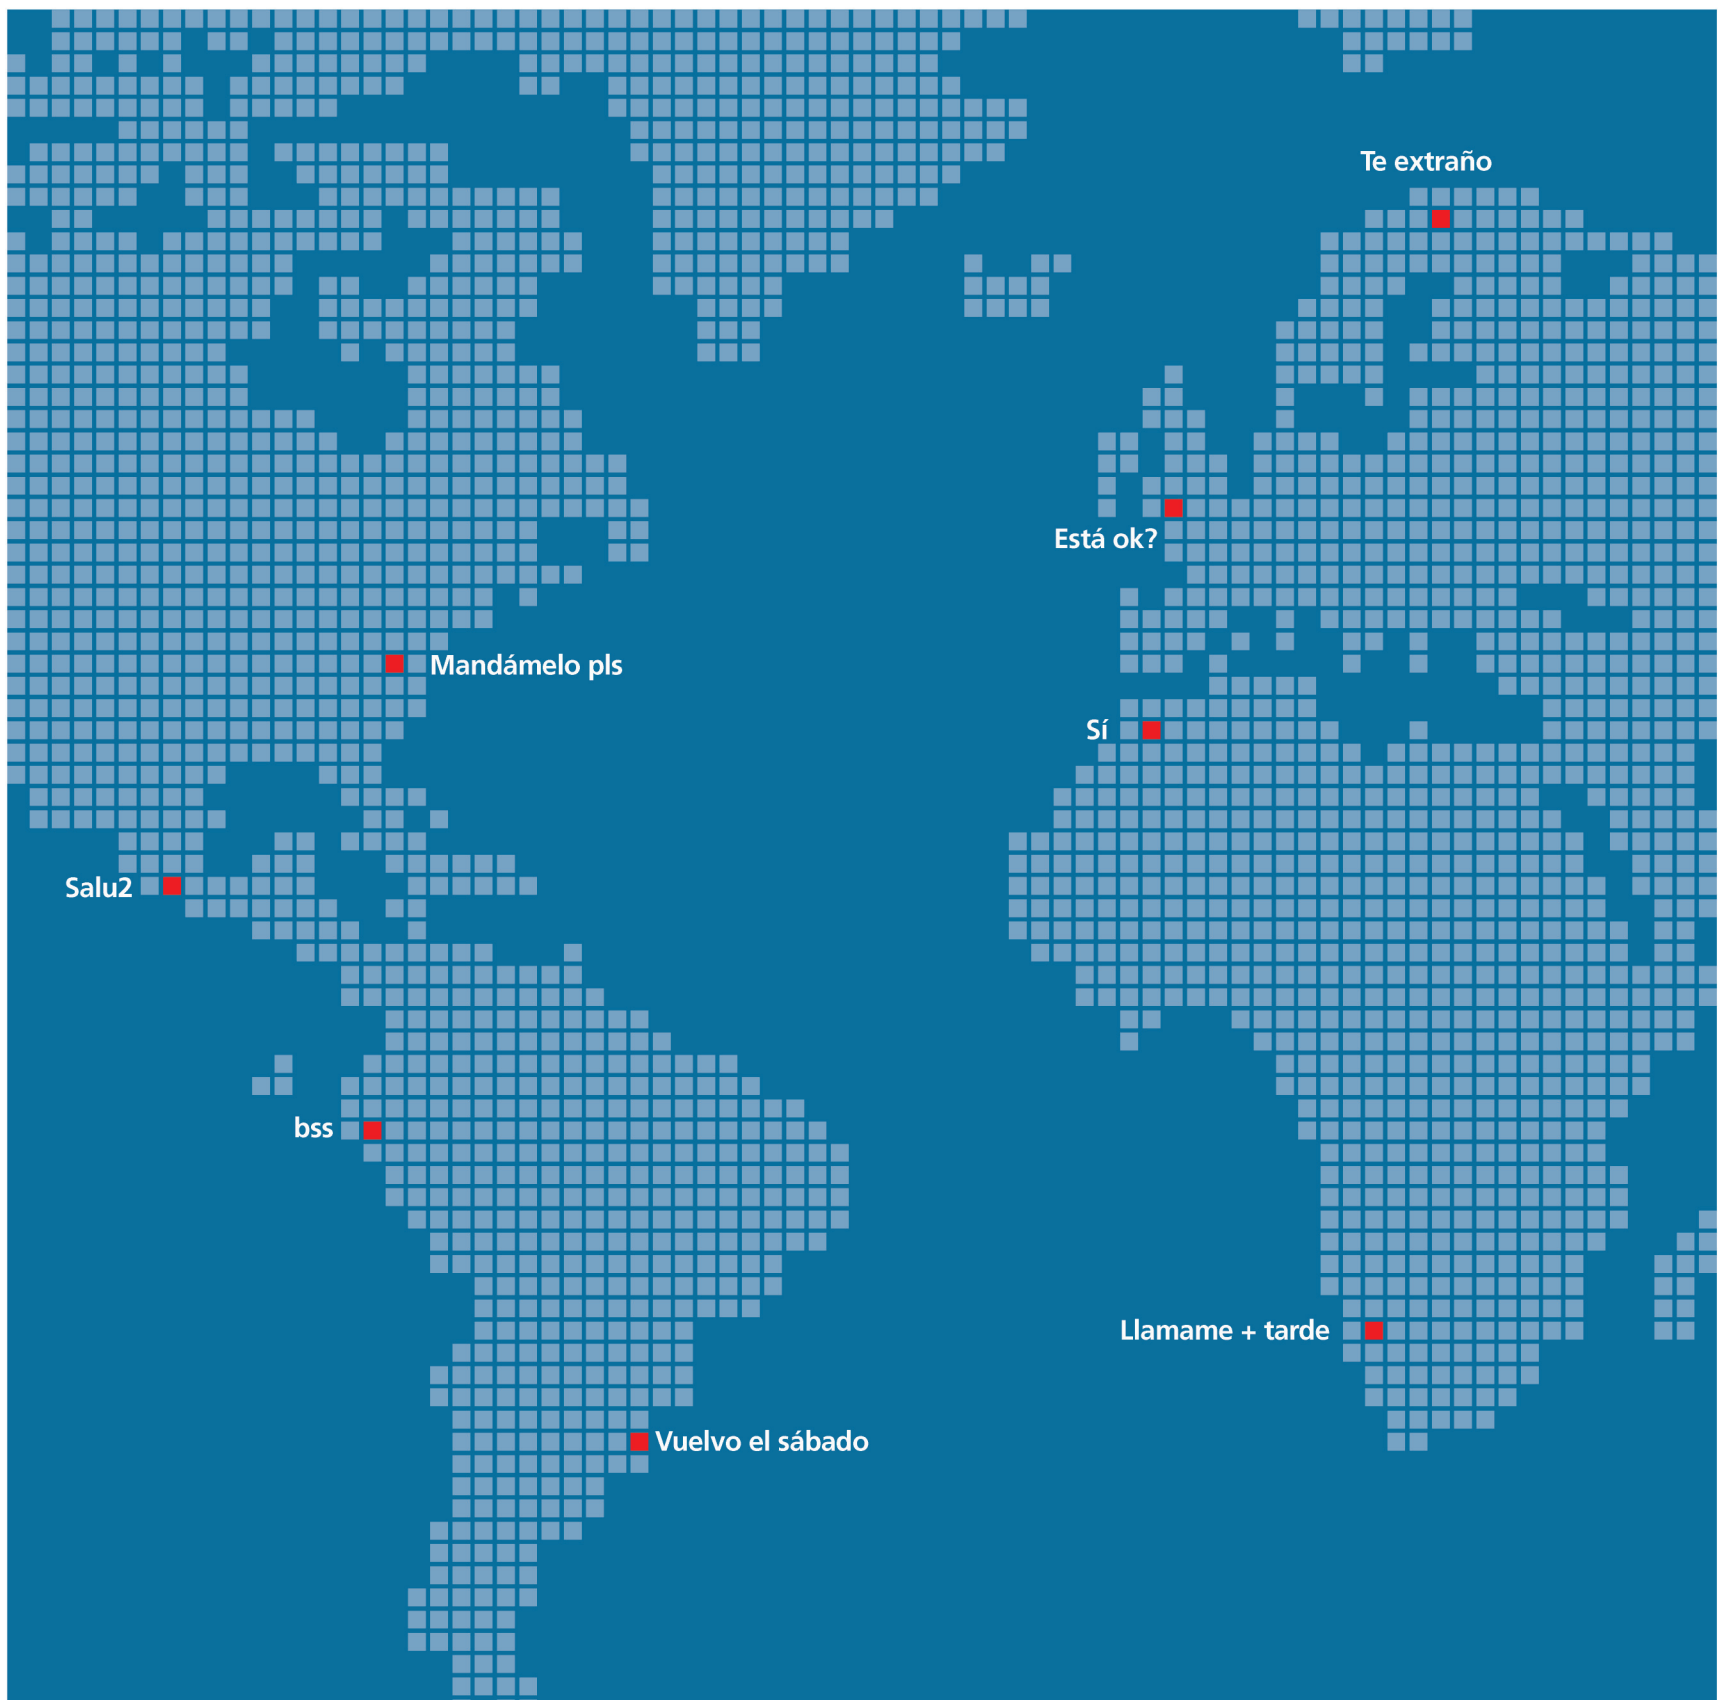 Te extraño
Está ok?
Mandámelo pls
Sí
Salu2
bss
Llamame + tarde
Vuelvo el sábado